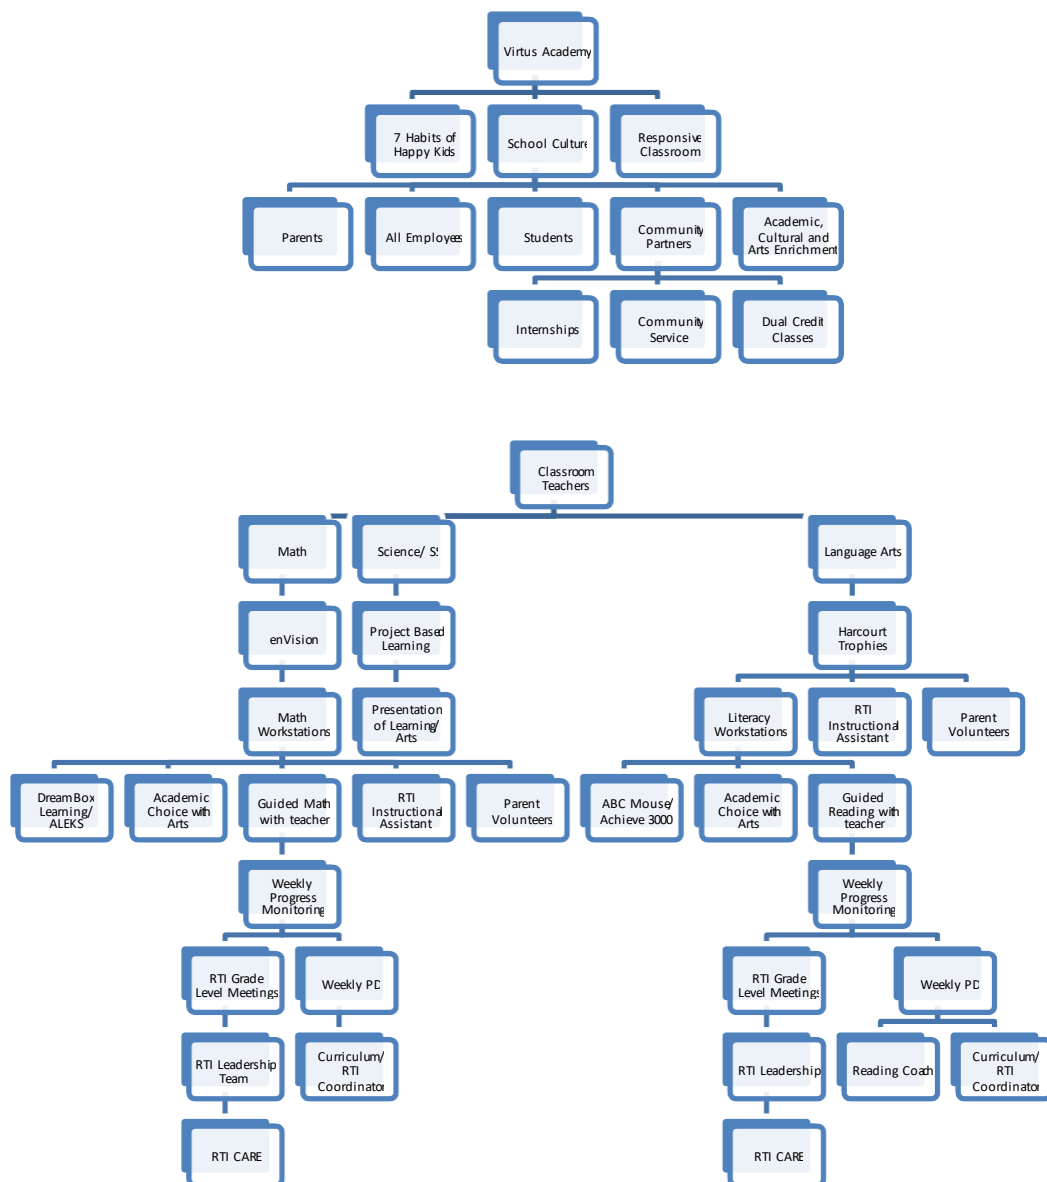 Virtus Academy
7 Habits of
Happy Kids
School Culture
Responsive
Classroom
Parents
All Employees
Students
Community
Partners
Academic,
Cultural and
Arts Enrichment
Internships
Community
Service
Dual Credit
Classes
Classroom
Teachers
Math
Science/ SS
Language Arts
enVision
Project Based
Learning
Harcourt
Trophies
Math
Workstations
Presentation
of Learning/
Arts
Literacy
Workstations
RTI
Instructional
Assistant
Parent
Volunteers
DreamBox
Learning/
ALEKS
Academic
Choice with
Arts
Guided Math
with teacher
RTI
Instructional
Assistant
Parent
Volunteers
ABC Mouse/
Achieve 3000
Academic
Choice with
Arts
Guided
Reading with
teacher
Weekly
Progress
Monitoring
Weekly
Progress
Monitoring
RTI Grade
Level Meetings
Weekly PD
RTI Grade
Level Meetings
Weekly PD
RTI Leadership
Team
Curriculum/
RTI
Coordinator
RTI Leadership
Reading Coach
Curriculum/
RTI
Coordinator
RTI CARE
RTI CARE